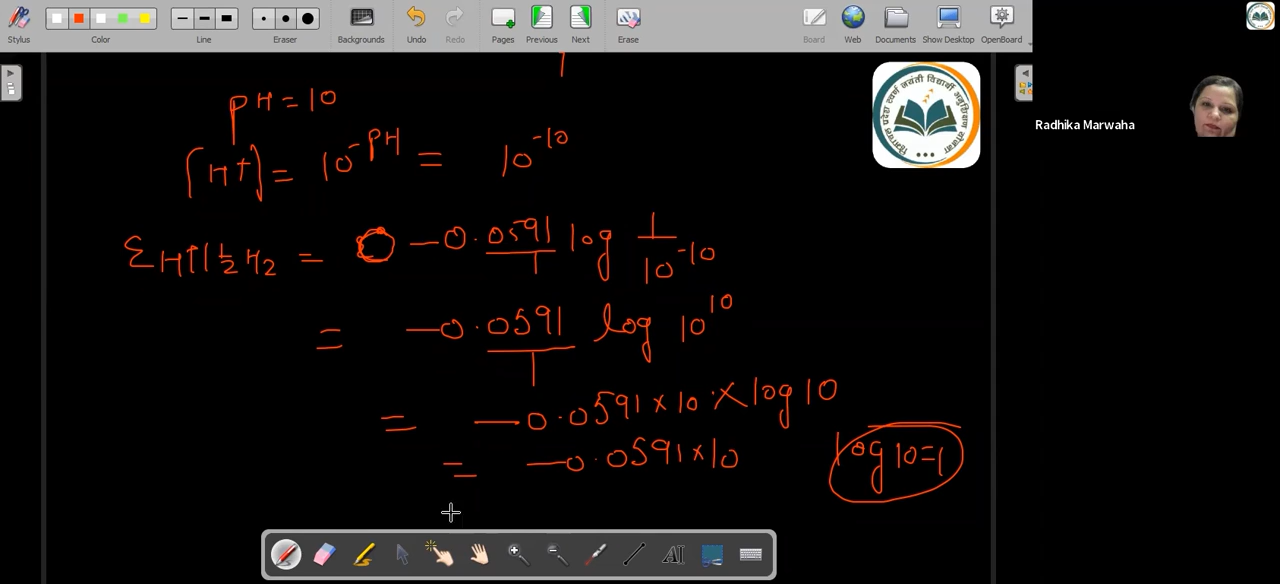 Stylus Color Line Eraser Backgrounds Undo Redo Pages Previous Next Erase Board Web Documents Show Desktop OpenBoard
Radhika Marwaha
pH = 10
[H+] = 10^-pH = 10^-10
εH+|½H2 = 0 - 0.0591/1 log 1/10^-10
= -0.0591/1 log 10^10
= -0.0591 × 10 × log 10
= -0.0591 × 10
log 10 = 1
AI